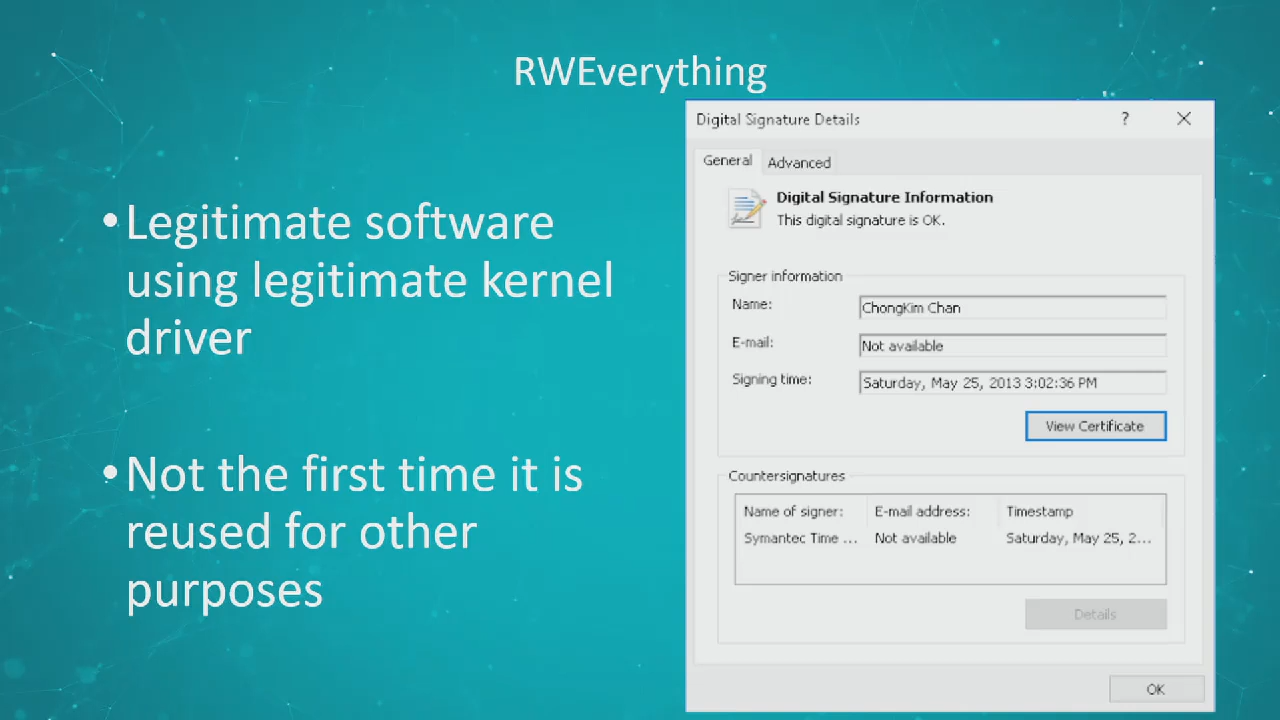 RWEverything
•Legitimate software
using legitimate kernel
driver
•Not the first time it is
reused for other
purposes
Digital Signature Details
? ×
General Advanced
Digital Signature Information
This digital signature is OK.
Signer information
Name: ChongKim Chan
E-mail: Not available
Signing time: Saturday, May 25, 2013 3:02:36 PM
View Certificate
Countersignatures
Name of signer: E-mail address: Timestamp
Symantec Time ... Not available Saturday, May 25, 2...
Details
OK